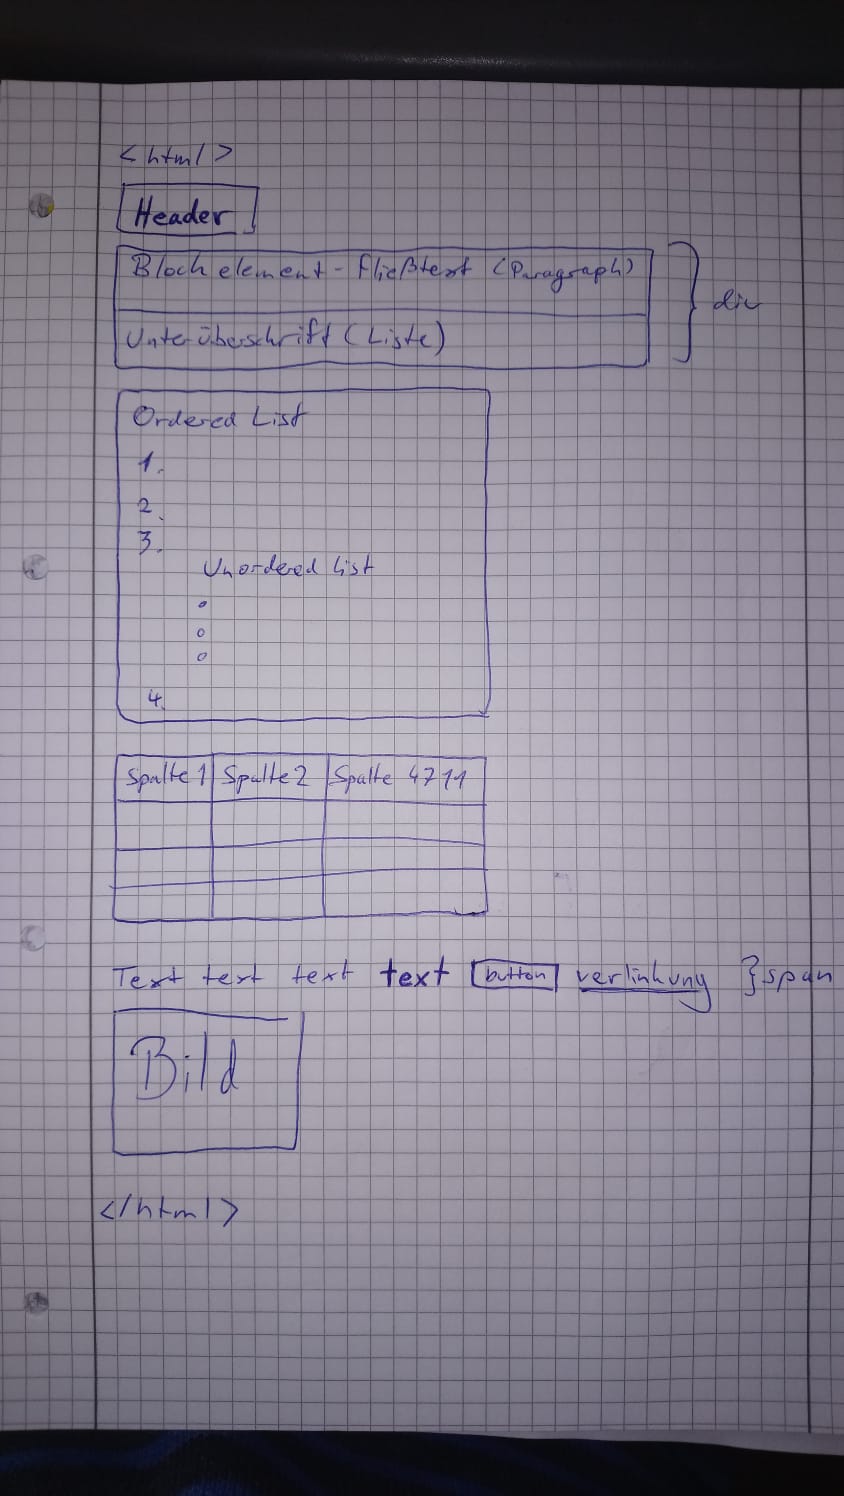 <html>
Header
Blockelement - Fließtext (Paragraph)
div
Unterüberschrift (Liste)
Ordered List
1.
2.
3.
Unordered list
4.
Spalte 1 Spalte 2 Spalte 4711
Text text text text button verlinkung } span
Bild
</html>